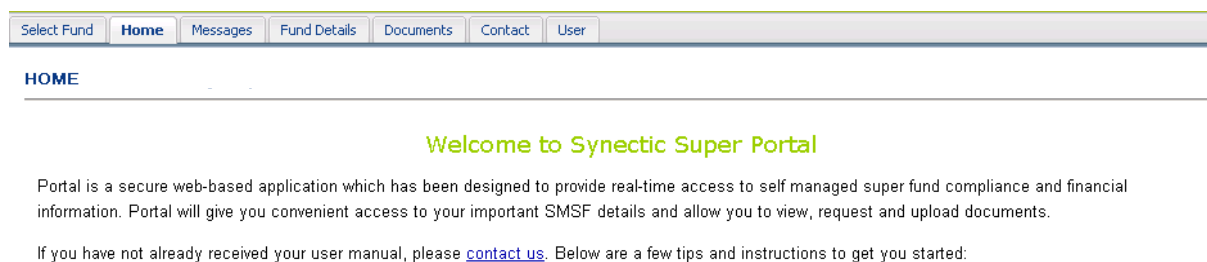 Select Fund Home Messages Fund Details Documents Contact User
HOME
Welcome to Synectic Super Portal
Portal is a secure web-based application which has been designed to provide real-time access to self managed super fund compliance and financial
information. Portal will give you convenient access to your important SMSF details and allow you to view, request and upload documents.
If you have not already received your user manual, please contact us. Below are a few tips and instructions to get you started: